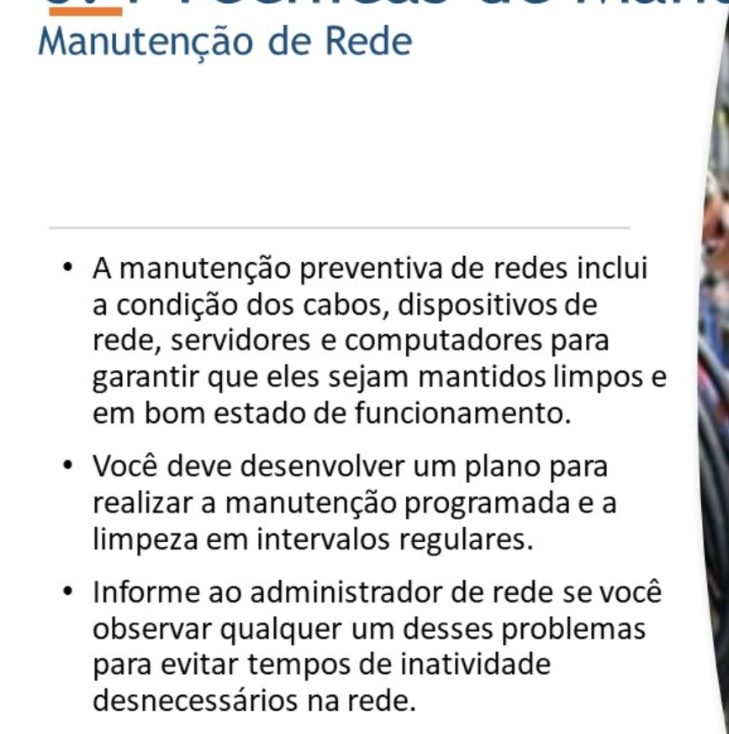 Manutenção de Rede
• A manutenção preventiva de redes inclui
a condição dos cabos, dispositivos de
rede, servidores e computadores para
garantir que eles sejam mantidos limpos e
em bom estado de funcionamento.
• Você deve desenvolver um plano para
realizar a manutenção programada e a
limpeza em intervalos regulares.
• Informe ao administrador de rede se você
observar qualquer um desses problemas
para evitar tempos de inatividade
desnecessários na rede.